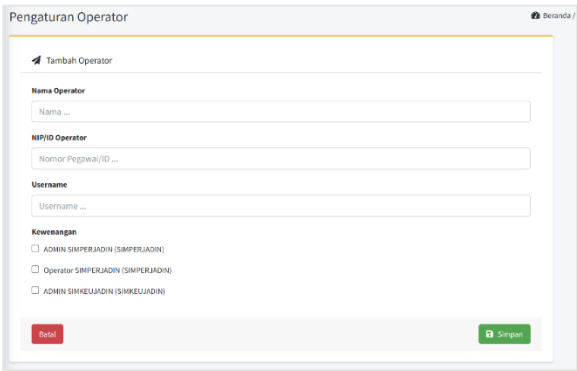 Pengaturan Operator
Beranda /
Tambah Operator
Nama Operator
Nama ...
NIP/ID Operator
Nomor Pegawai/ID ...
Username
Username ...
Kewenangan
ADMIN SIMPERJADIN (SIMPERJADIN)
Operator SIMPERJADIN (SIMPERJADIN)
ADMIN SIMKEUJADIN (SIMKEUJADIN)
Batal
Simpan